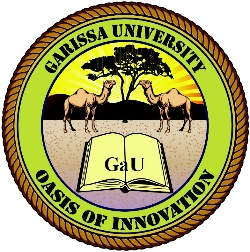 GARISSA UNIVERSITY
GaU
OASIS OF INNOVATION